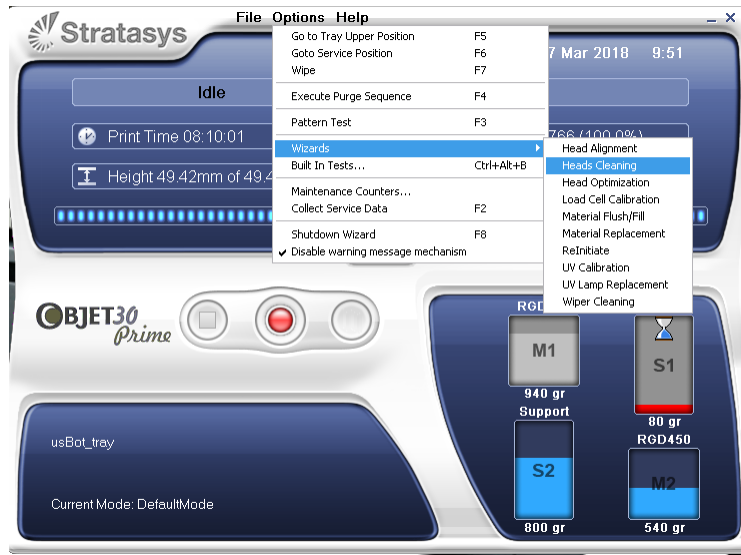 File Options Help
Stratasys
7 Mar 2018 9:51
Idle
Print Time 08:10:01
766 (100.0%)
Height 49.42mm of 49.4
Go to Tray Upper Position F5
Goto Service Position F6
Wipe F7
Execute Purge Sequence F4
Pattern Test F3
Wizards
Built In Tests... Ctrl+Alt+B
Maintenance Counters...
Collect Service Data F2
Shutdown Wizard F8
Disable warning message mechanism
Head Alignment
Heads Cleaning
Head Optimization
Load Cell Calibration
Material Flush/Fill
Material Replacement
ReInitiate
UV Calibration
UV Lamp Replacement
Wiper Cleaning
OBJET30
Prime
M1
940 gr
S1
80 gr
Support
S2
800 gr
RGD450
M2
540 gr
usBot_tray
Current Mode: DefaultMode